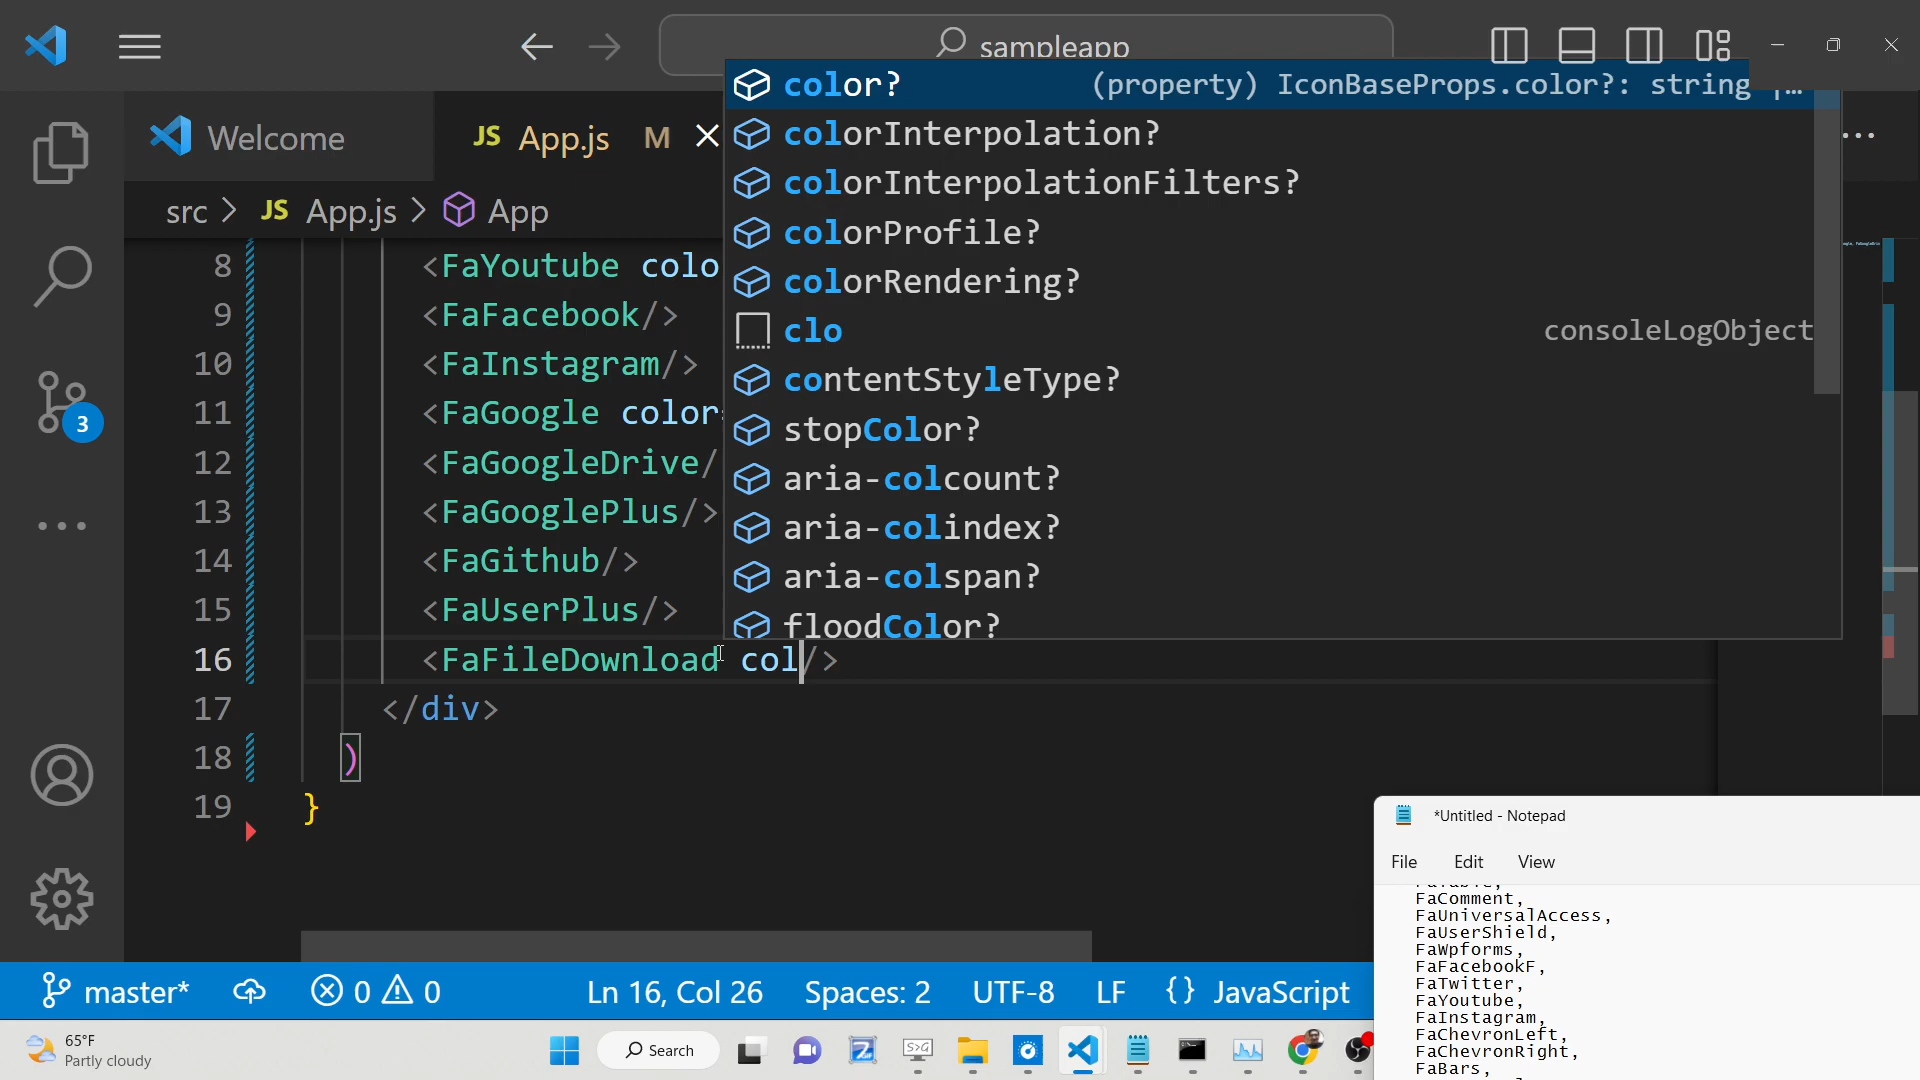 sampleapp
Welcome
JS App.js M
src > JS App.js > App
color? (property) IconBaseProps.color?: string |…
colorInterpolation?
colorInterpolationFilters?
colorProfile?
colorRendering?
clo consoleLogObject
contentStyleType?
stopColor?
aria-colcount?
aria-colindex?
aria-colspan?
floodColor?
8 <FaYoutube colo
9 <FaFacebook/>
10 <FaInstagram/>
11 <FaGoogle color
12 <FaGoogleDrive/
13 <FaGooglePlus/>
14 <FaGithub/>
15 <FaUserPlus/>
16 <FaFileDownload col/>
17 </div>
18 )
19 }
3
*Untitled - Notepad
File Edit View
FaComment,
FaUniversalAccess,
FaUserShield,
FaWpforms,
FaFacebookF,
FaTwitter,
FaYoutube,
FaInstagram,
FaChevronLeft,
FaChevronRight,
FaBars,
master* 0 0 Ln 16, Col 26 Spaces: 2 UTF-8 LF {} JavaScript
65°F
Partly cloudy
Search